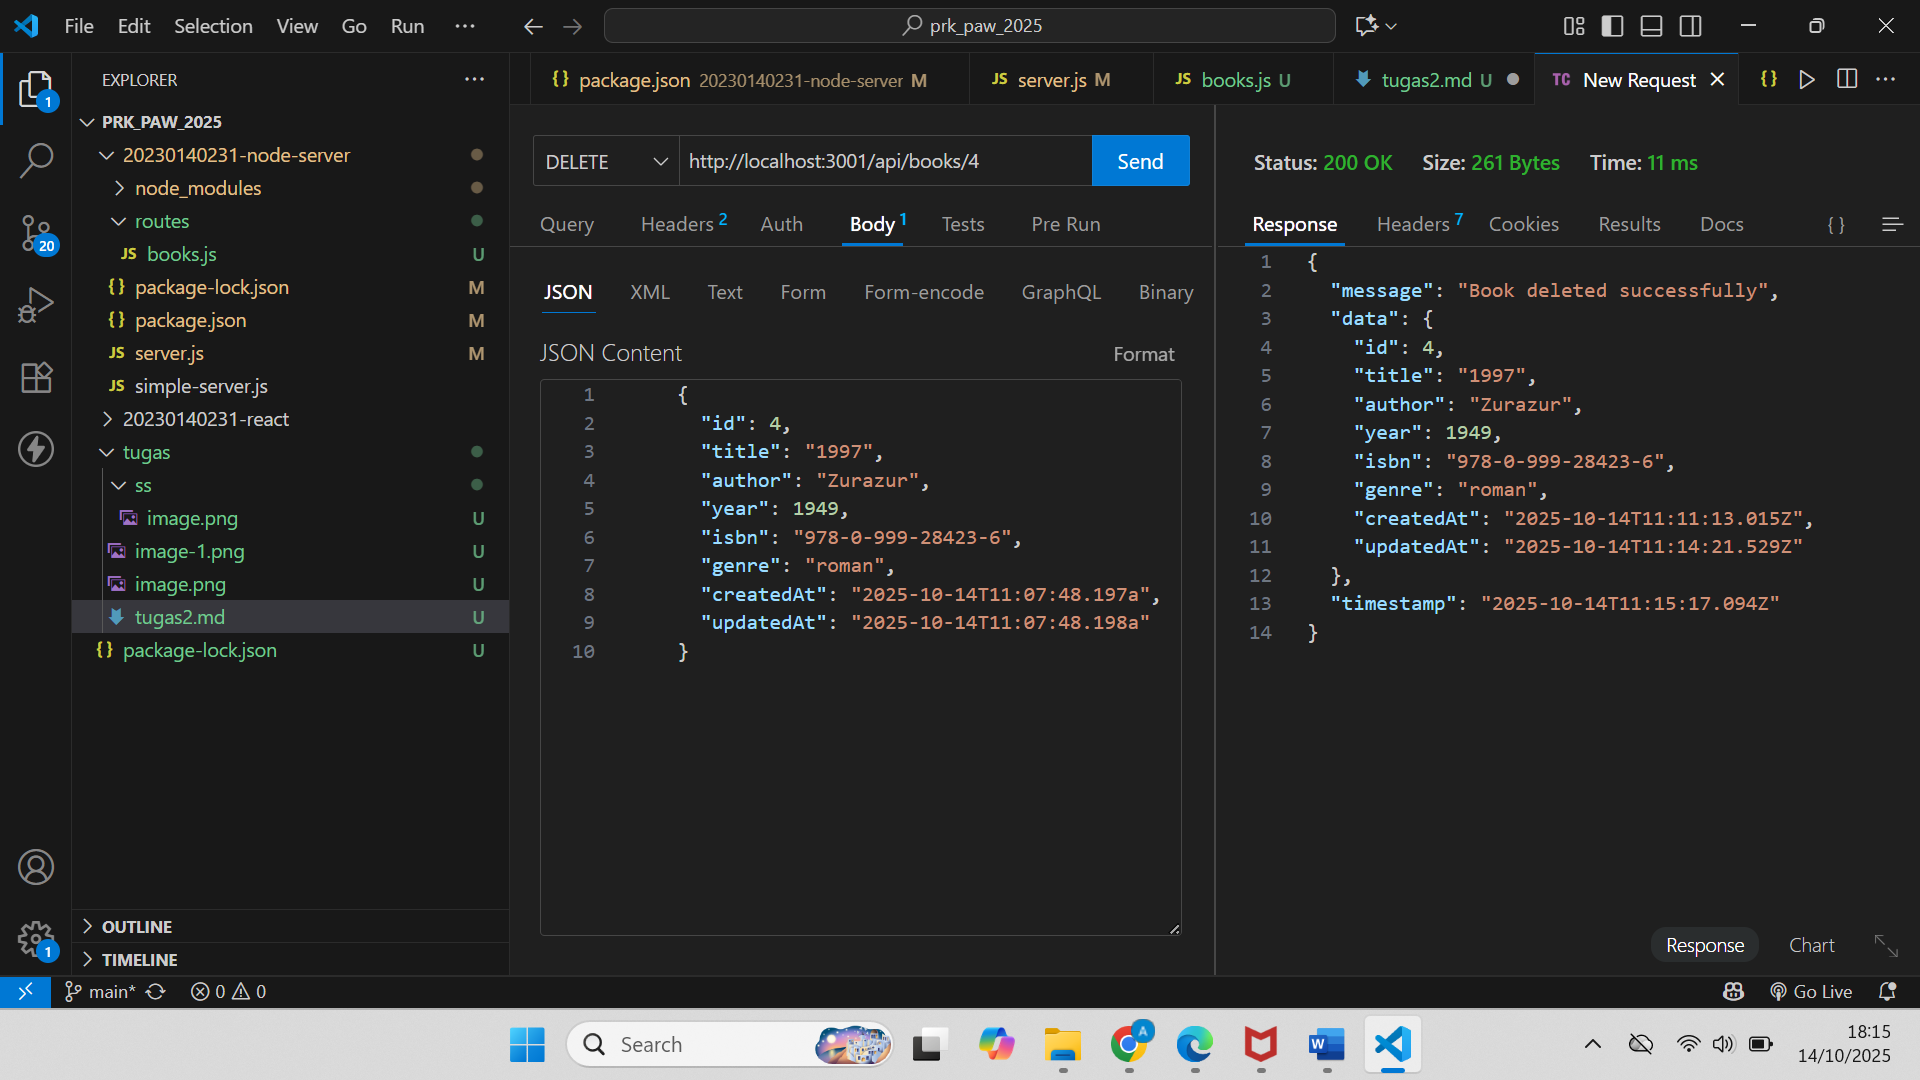 File Edit Selection View Go Run ···
prk_paw_2025
EXPLORER
PRK_PAW_2025
20230140231-node-server
node_modules
routes
JS books.js U
{} package-lock.json M
{} package.json M
JS server.js M
JS simple-server.js
20230140231-react
tugas
ss
image.png U
image-1.png U
image.png U
tugas2.md U
{} package-lock.json U
OUTLINE
TIMELINE
1
20
1
{} package.json 20230140231-node-server M
JS server.js M
JS books.js U
tugas2.md U
TC New Request
DELETE http://localhost:3001/api/books/4 Send
Query Headers 2 Auth Body 1 Tests Pre Run
JSON XML Text Form Form-encode GraphQL Binary
JSON Content Format
1 {
2 "id": 4,
3 "title": "1997",
4 "author": "Zurazur",
5 "year": 1949,
6 "isbn": "978-0-999-28423-6",
7 "genre": "roman",
8 "createdAt": "2025-10-14T11:07:48.197a",
9 "updatedAt": "2025-10-14T11:07:48.198a"
10 }
Status: 200 OK Size: 261 Bytes Time: 11 ms
Response Headers 7 Cookies Results Docs {}
1 {
2 "message": "Book deleted successfully",
3 "data": {
4 "id": 4,
5 "title": "1997",
6 "author": "Zurazur",
7 "year": 1949,
8 "isbn": "978-0-999-28423-6",
9 "genre": "roman",
10 "createdAt": "2025-10-14T11:11:13.015Z",
11 "updatedAt": "2025-10-14T11:14:21.529Z"
12 },
13 "timestamp": "2025-10-14T11:15:17.094Z"
14 }
Response Chart
main* 0 0
Go Live
Search
A
W
18:15
14/10/2025